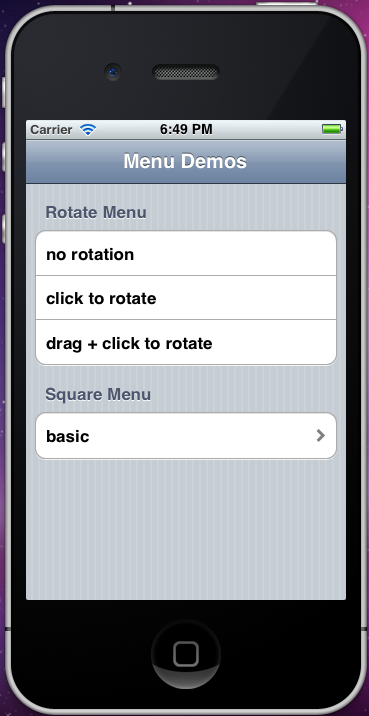 Carrier 6:49 PM
Menu Demos
Rotate Menu
no rotation
click to rotate
drag + click to rotate
Square Menu
basic